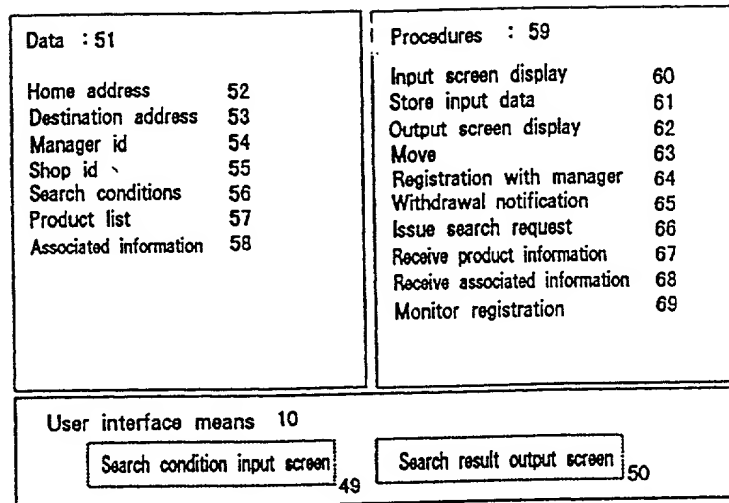 Data : 51
Home address 52
Destination address 53
Manager id 54
Shop id 55
Search conditions 56
Product list 57
Associated information 58
Procedures : 59
Input screen display 60
Store input data 61
Output screen display 62
Move 63
Registration with manager 64
Withdrawal notification 65
Issue search request 66
Receive product information 67
Receive associated information 68
Monitor registration 69
User interface means 10
Search condition input screen 49
Search result output screen 50